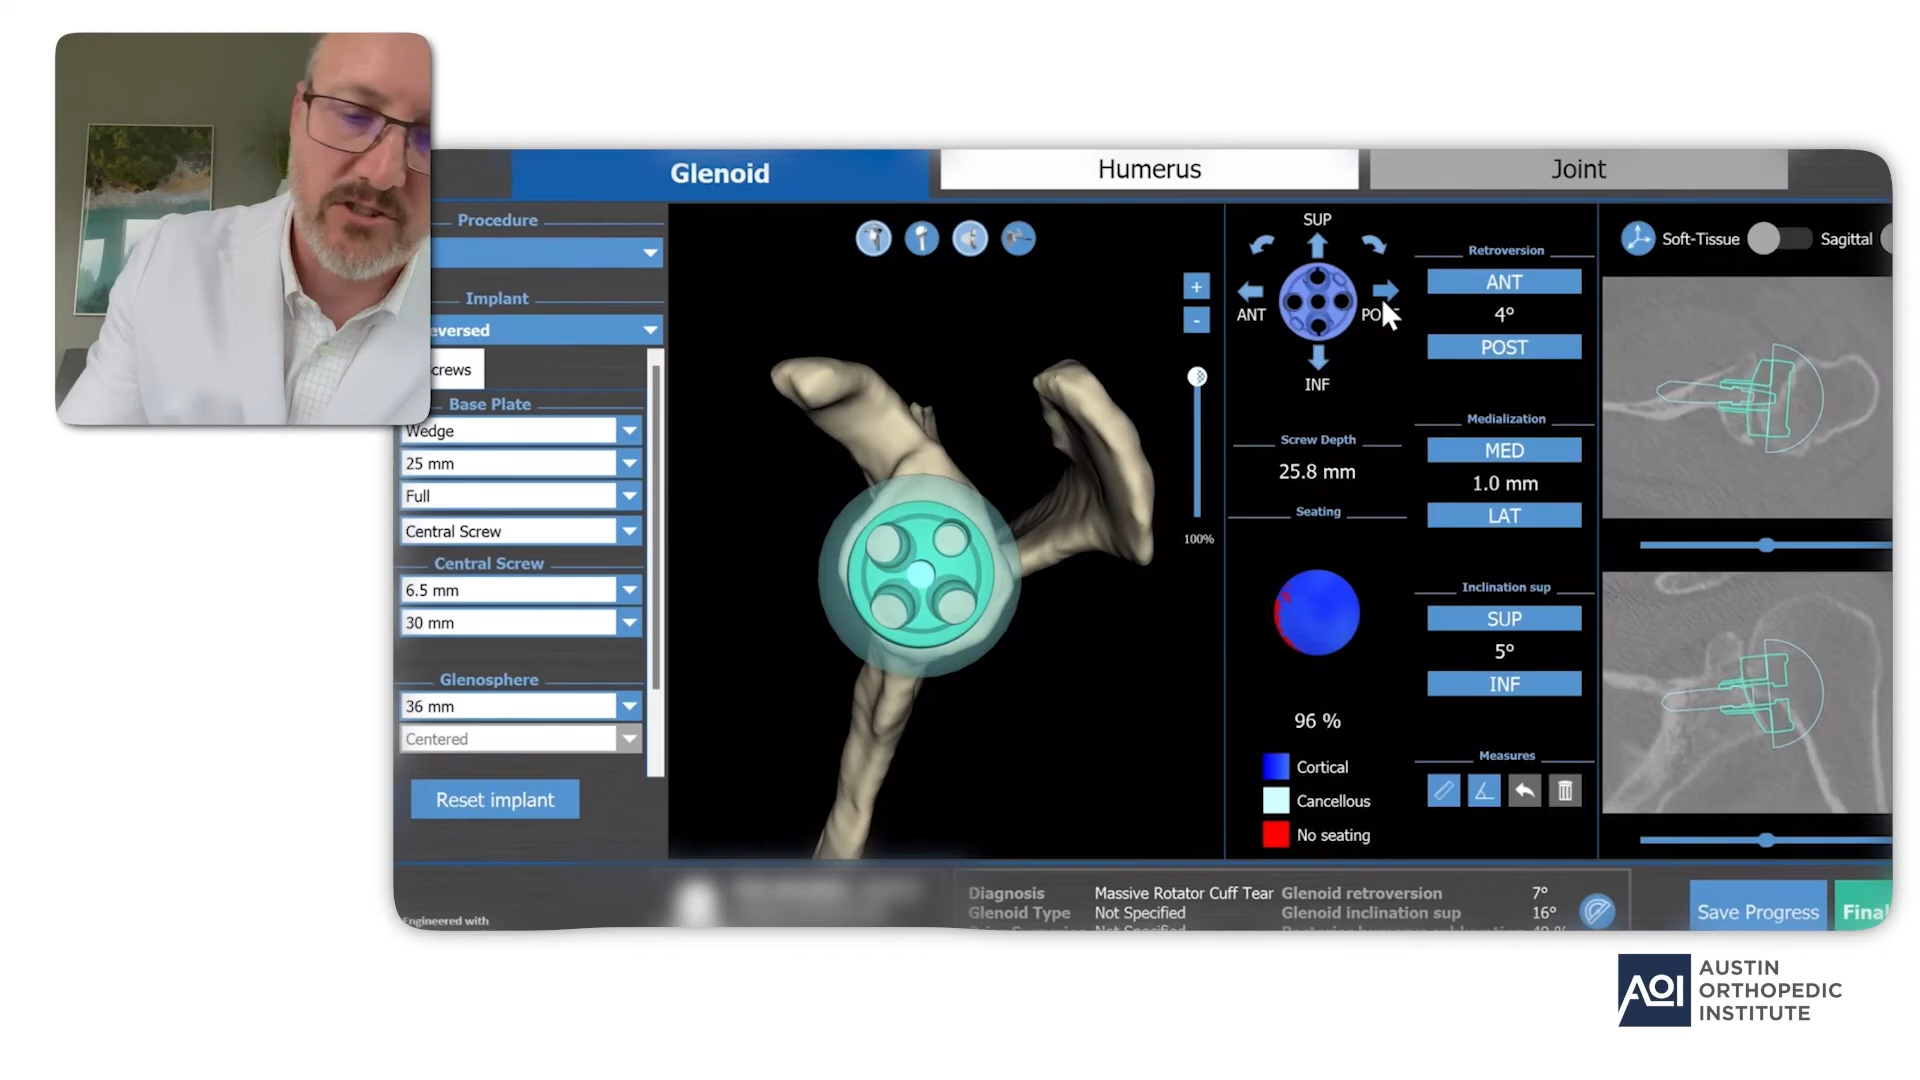 Glenoid
Humerus
Joint
Procedure
Implant
eversed
crews
Base Plate
Wedge
25 mm
Full
Central Screw
Central Screw
6.5 mm
30 mm
Glenosphere
36 mm
Centered
Reset implant
+
-
100%
SUP
ANT
INF
Screw Depth
25.8 mm
Seating
96 %
Cortical
Cancellous
No seating
Retroversion
ANT
4°
POST
Medialization
MED
1.0 mm
LAT
Inclination sup
SUP
5°
INF
Measures
Soft-Tissue
Sagittal
Engineered with
Diagnosis Massive Rotator Cuff Tear Glenoid retroversion 7°
Glenoid Type Not Specified Glenoid inclination sup 16°
Save Progress
Final
AOI
AUSTIN
ORTHOPEDIC
INSTITUTE